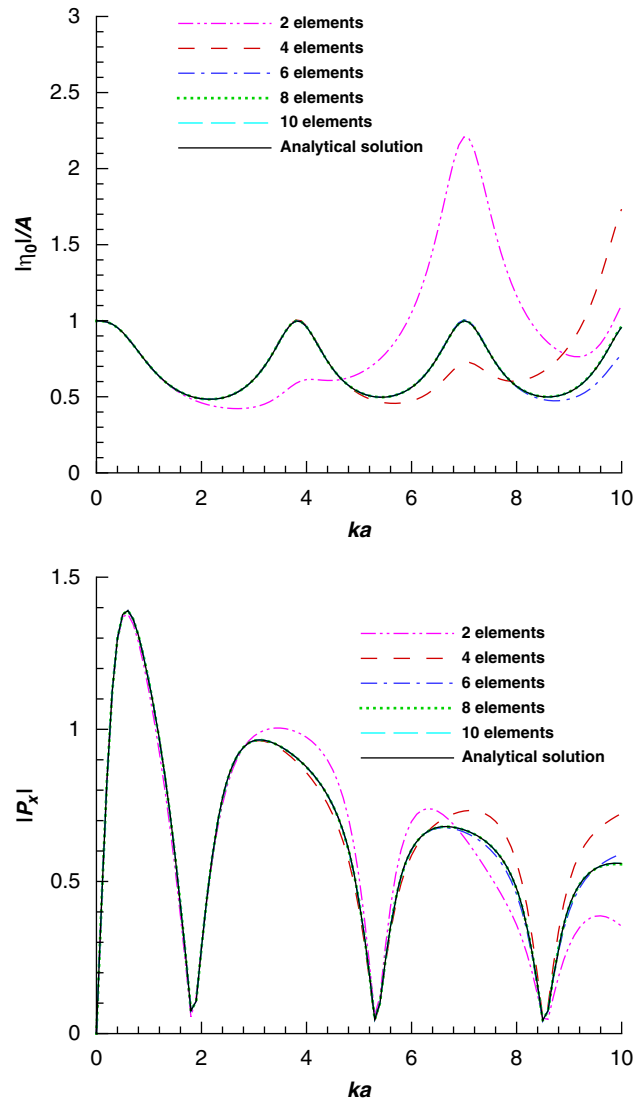 3
2.5
2
1.5
1
0.5
0
|η₀|/A
2 elements
4 elements
6 elements
8 elements
10 elements
Analytical solution
0 2 4 6 8 10
ka
1.5
1
0.5
0
|Pₓ|
2 elements
4 elements
6 elements
8 elements
10 elements
Analytical solution
0 2 4 6 8 10
ka